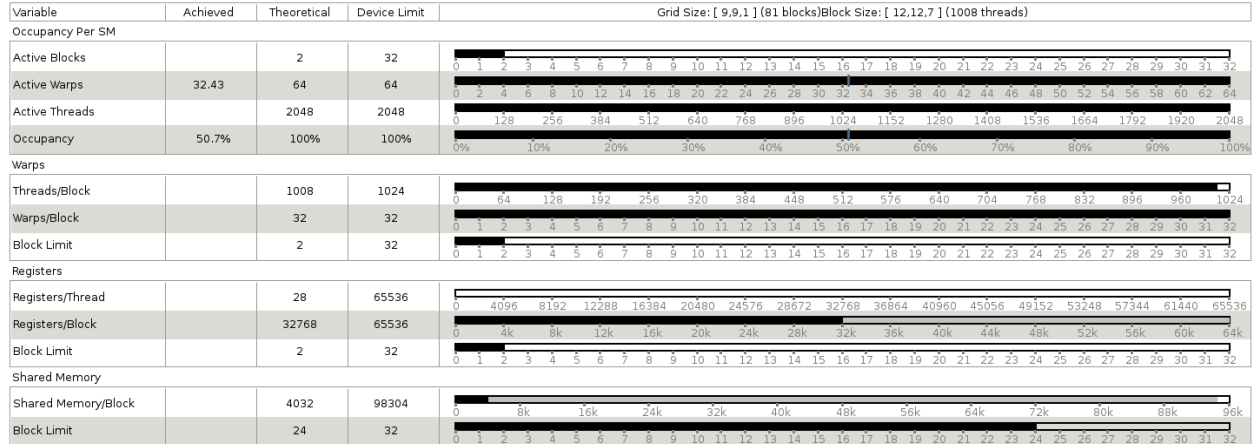 Variable Achieved Theoretical Device Limit Grid Size: [ 9,9,1 ] (81 blocks)Block Size: [ 12,12,7 ] (1008 threads)
Occupancy Per SM
Active Blocks 2 32
0 1 2 3 4 5 6 7 8 9 10 11 12 13 14 15 16 17 18 19 20 21 22 23 24 25 26 27 28 29 30 31 32
Active Warps 32.43 64 64
0 2 4 6 8 10 12 14 16 18 20 22 24 26 28 30 32 34 36 38 40 42 44 46 48 50 52 54 56 58 60 62 64
Active Threads 2048 2048
0 128 256 384 512 640 768 896 1024 1152 1280 1408 1536 1664 1792 1920 2048
Occupancy 50.7% 100% 100%
0% 10% 20% 30% 40% 50% 60% 70% 80% 90% 100%
Warps
Threads/Block 1008 1024
0 64 128 192 256 320 384 448 512 576 640 704 768 832 896 960 1024
Warps/Block 32 32
0 1 2 3 4 5 6 7 8 9 10 11 12 13 14 15 16 17 18 19 20 21 22 23 24 25 26 27 28 29 30 31 32
Block Limit 2 32
0 1 2 3 4 5 6 7 8 9 10 11 12 13 14 15 16 17 18 19 20 21 22 23 24 25 26 27 28 29 30 31 32
Registers
Registers/Thread 28 65536
0 4096 8192 12288 16384 20480 24576 28672 32768 36864 40960 45056 49152 53248 57344 61440 65536
Registers/Block 32768 65536
0 4k 8k 12k 16k 20k 24k 28k 32k 36k 40k 44k 48k 52k 56k 60k 64k
Block Limit 2 32
0 1 2 3 4 5 6 7 8 9 10 11 12 13 14 15 16 17 18 19 20 21 22 23 24 25 26 27 28 29 30 31 32
Shared Memory
Shared Memory/Block 4032 98304
0 8k 16k 24k 32k 40k 48k 56k 64k 72k 80k 88k 96k
Block Limit 24 32
0 1 2 3 4 5 6 7 8 9 10 11 12 13 14 15 16 17 18 19 20 21 22 23 24 25 26 27 28 29 30 31 32